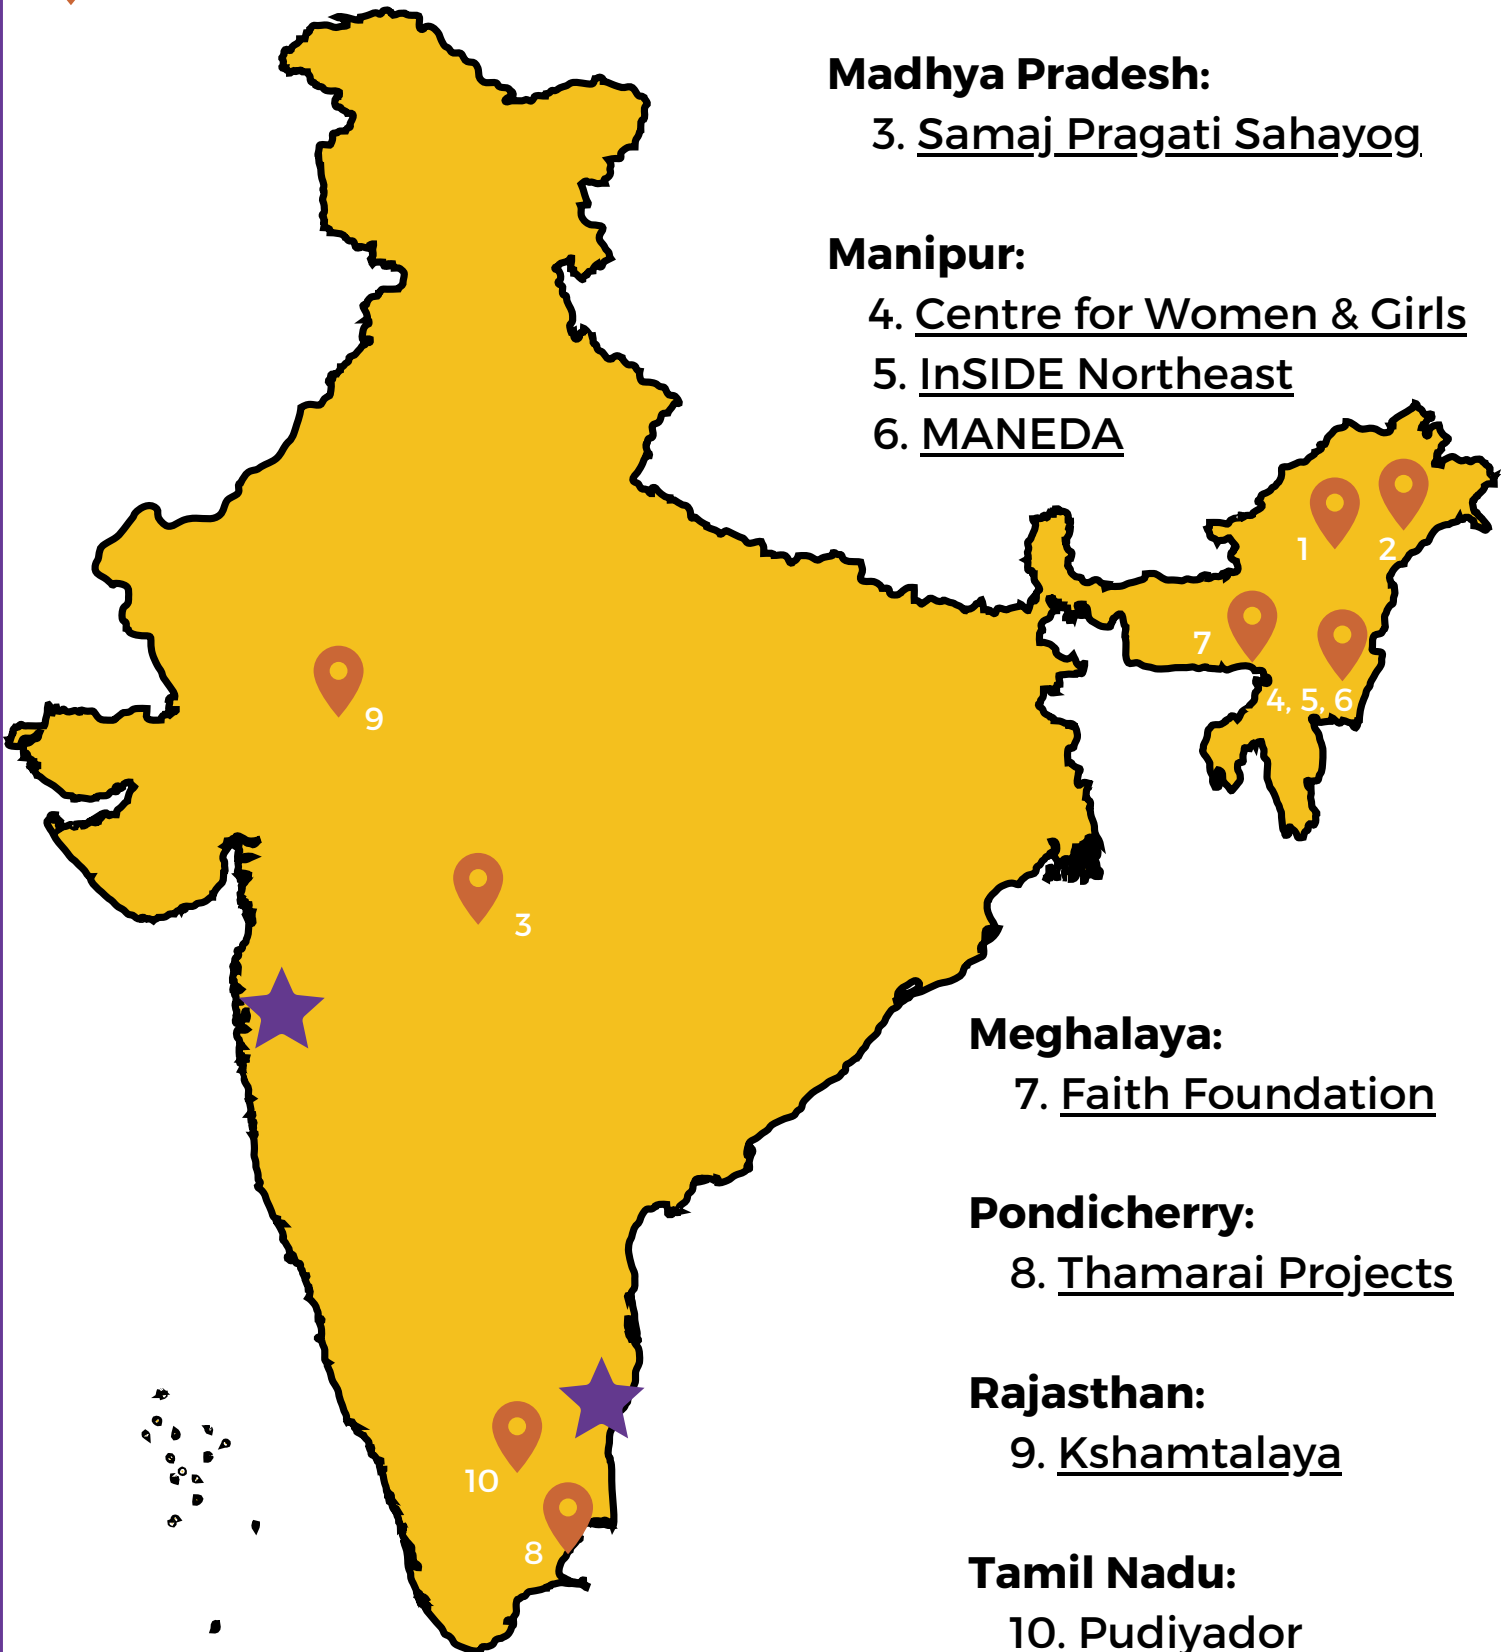 Madhya Pradesh:
3. Samaj Pragati Sahayog
Manipur:
4. Centre for Women & Girls
5. InSIDE Northeast
6. MANEDA
1
2
7
4, 5, 6
9
3
Meghalaya:
7. Faith Foundation
Pondicherry:
8. Thamarai Projects
Rajasthan:
9. Kshamtalaya
10
8
Tamil Nadu:
10. Pudiyador